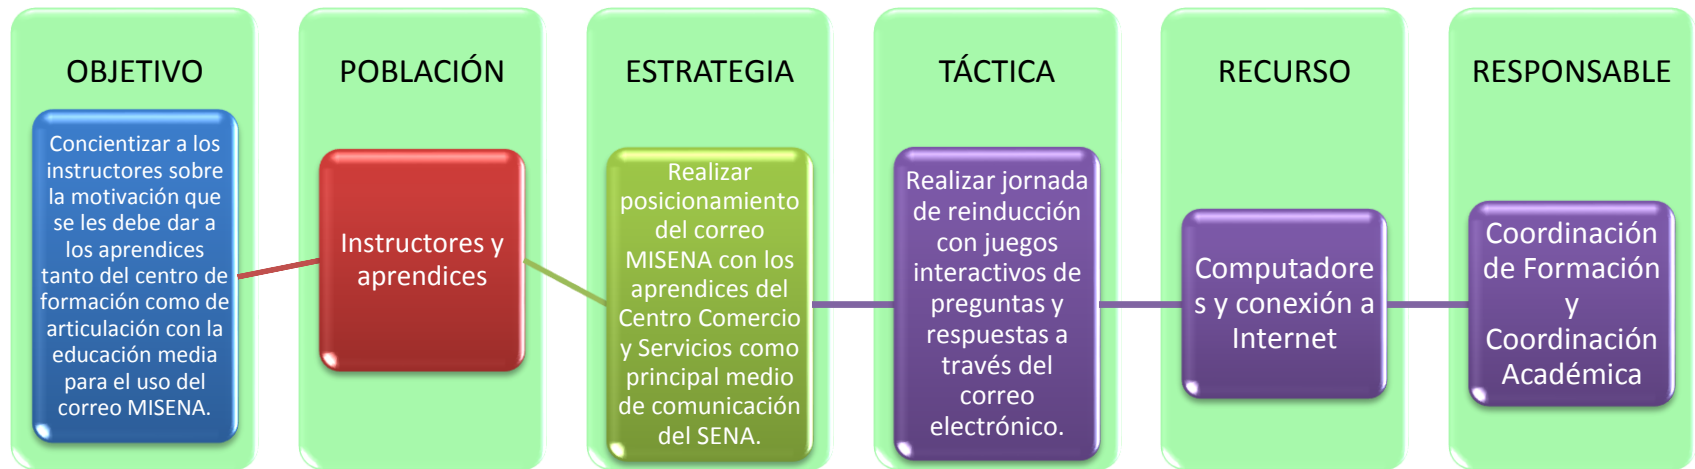 OBJETIVO
Concientizar a los
instructores sobre
la motivación que
se les debe dar a
los aprendices
tanto del centro de
formación como de
articulación con la
educación media
para el uso del
correo MISENA.
POBLACIÓN
Instructores y
aprendices
ESTRATEGIA
Realizar
posicionamiento
del correo
MISENA con los
aprendices del
Centro Comercio
y Servicios como
principal medio
de comunicación
del SENA.
TÁCTICA
Realizar jornada
de reinducción
con juegos
interactivos de
preguntas y
respuestas a
través del
correo
electrónico.
RECURSO
Computadore
s y conexión a
Internet
RESPONSABLE
Coordinación
de Formación
y
Coordinación
Académica